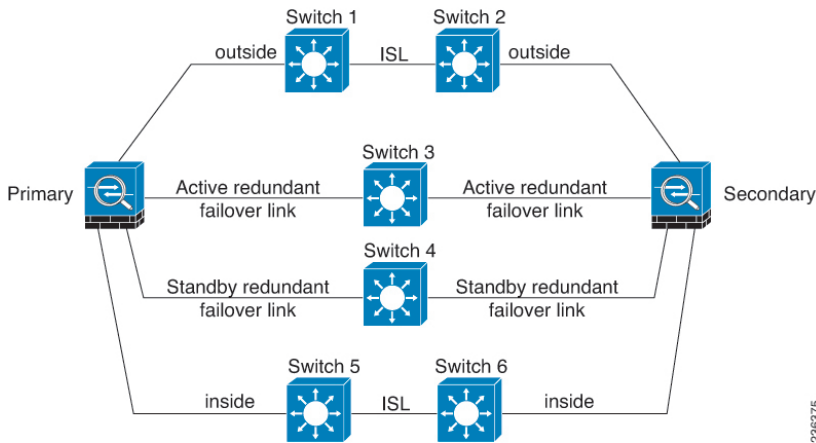 Switch 1
Switch 2
outside
ISL
outside
Switch 3
Primary
Active redundant
failover link
Active redundant
failover link
Secondary
Switch 4
Standby redundant
failover link
Standby redundant
failover link
Switch 5
Switch 6
inside
ISL
inside
236375